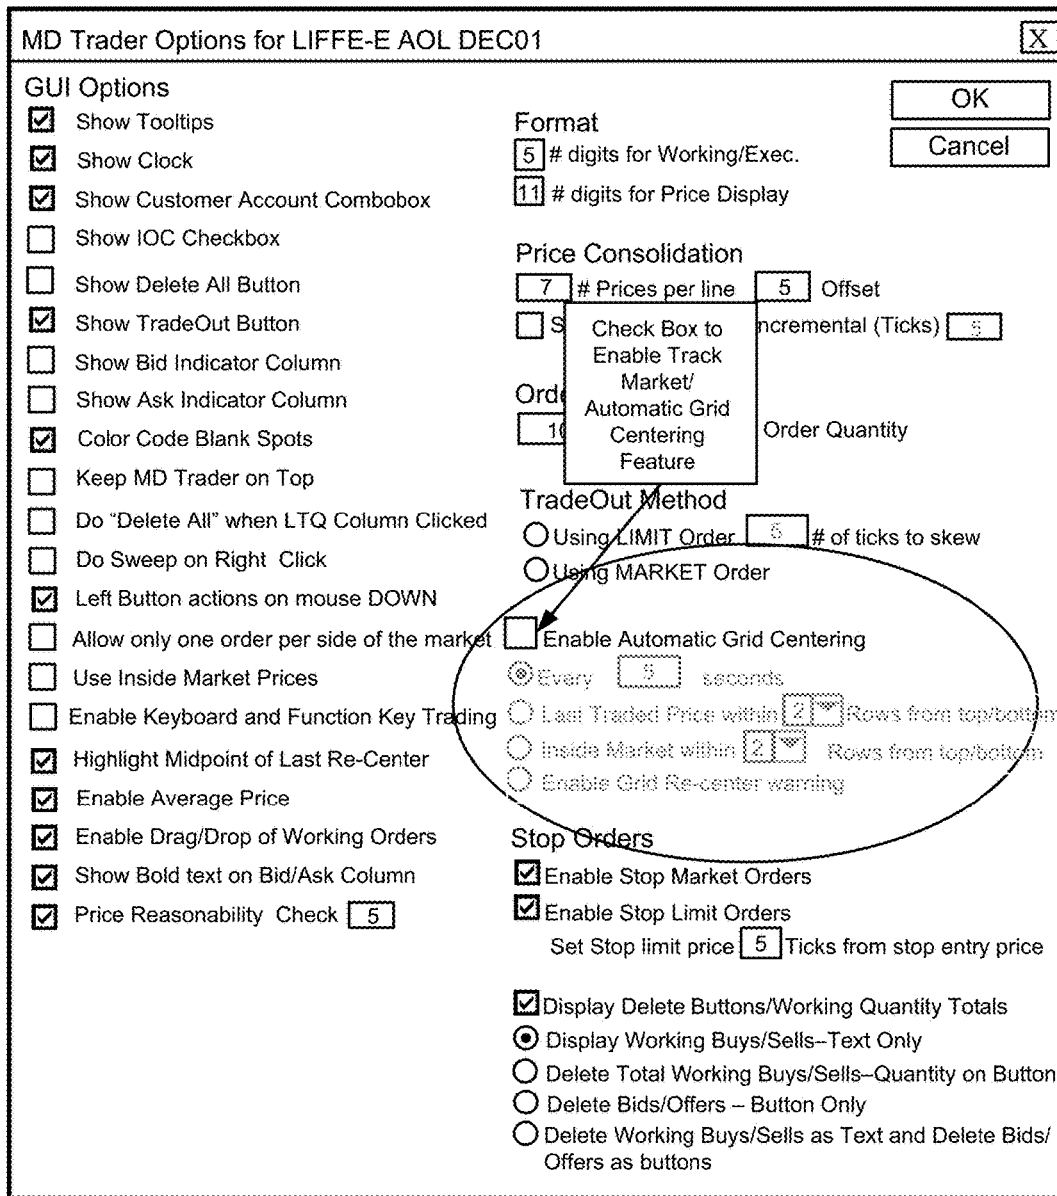 MD Trader Options for LIFFE-E AOL DEC01
X
GUI Options
Show Tooltips
Show Clock
Show Customer Account Combobox
Show IOC Checkbox
Show Delete All Button
Show TradeOut Button
Show Bid Indicator Column
Show Ask Indicator Column
Color Code Blank Spots
Keep MD Trader on Top
Do “Delete All” when LTQ Column Clicked
Do Sweep on Right Click
Left Button actions on mouse DOWN
Allow only one order per side of the market
Use Inside Market Prices
Enable Keyboard and Function Key Trading
Highlight Midpoint of Last Re-Center
Enable Average Price
Enable Drag/Drop of Working Orders
Show Bold text on Bid/Ask Column
Price Reasonability Check 5
OK
Cancel
Format
5 # digits for Working/Exec.
11 # digits for Price Display
Price Consolidation
7 # Prices per line 5 Offset
S ncremental (Ticks) 5
Check Box to
Enable Track
Market/
Automatic Grid
Centering
Feature
Orde
10 Order Quantity
TradeOut Method
Using LIMIT Order 5 # of ticks to skew
Using MARKET Order
Enable Automatic Grid Centering
Every 5 seconds
Last Traded Price within 2 Rows from top/bottom
Inside Market within 2 Rows from top/bottom
Enable Grid Re-center warning
Stop Orders
Enable Stop Market Orders
Enable Stop Limit Orders
Set Stop limit price 5 Ticks from stop entry price
Display Delete Buttons/Working Quantity Totals
Display Working Buys/Sells–Text Only
Delete Total Working Buys/Sells–Quantity on Button
Delete Bids/Offers – Button Only
Delete Working Buys/Sells as Text and Delete Bids/
Offers as buttons